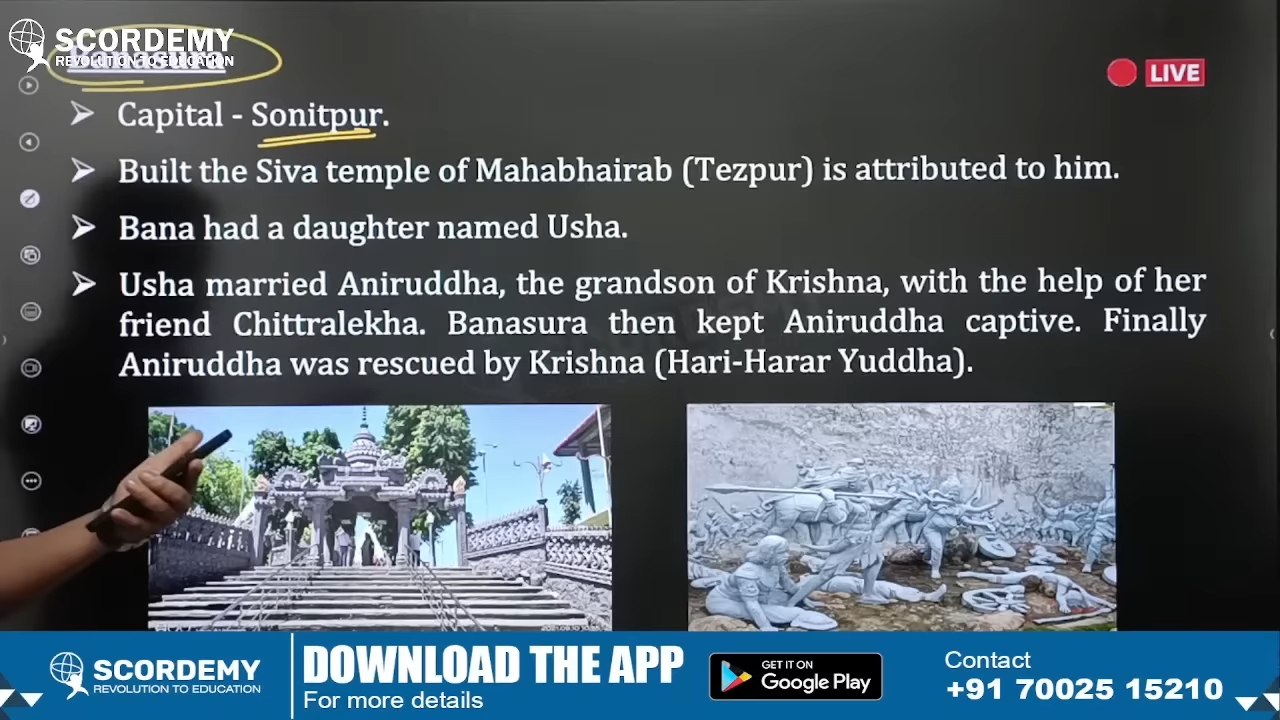 SCORDEMY
REVOLUTION TO EDUCATION
Banasura
LIVE
➢ Capital - Sonitpur.
➢ Built the Siva temple of Mahabhairab (Tezpur) is attributed to him.
➢ Bana had a daughter named Usha.
➢ Usha married Aniruddha, the grandson of Krishna, with the help of her
friend Chittralekha. Banasura then kept Aniruddha captive. Finally
Aniruddha was rescued by Krishna (Hari-Harar Yuddha).
SCORDEMY
REVOLUTION TO EDUCATION
DOWNLOAD THE APP
For more details
GET IT ON
Google Play
Contact
+91 70025 15210